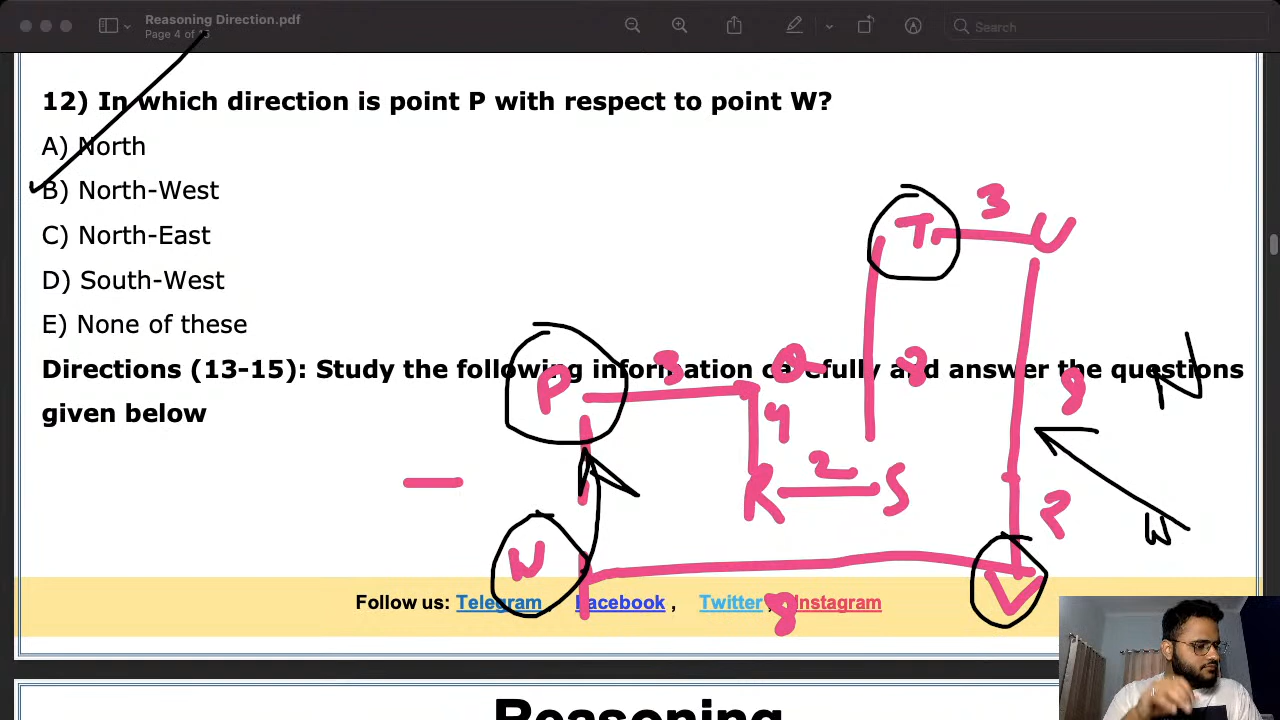 Reasoning Direction.pdf
Page 4 of 15
Search
12) In which direction is point P with respect to point W?
A) North
B) North-West
C) North-East
D) South-West
E) None of these
T 3 U
Directions (13-15): Study the following information carefully and answer the questions
given below
P 3 8 8 N
4
R 2 S
2 W
W V
Follow us: Telegram , Facebook , Twitter , Instagram
8
Reasoning